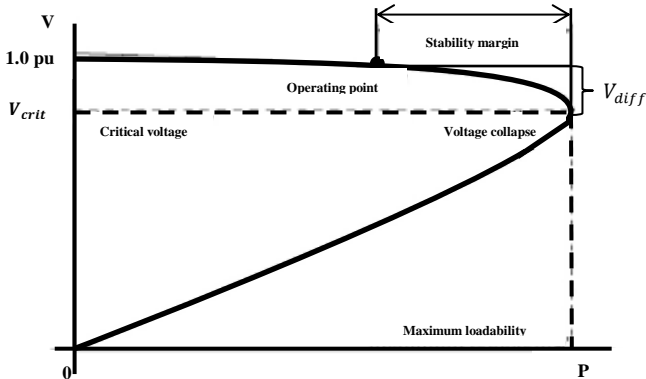 V
Stability margin
1.0 pu
Operating point
V_diff
V_crit
Critical voltage
Voltage collapse
Maximum loadability
0
P